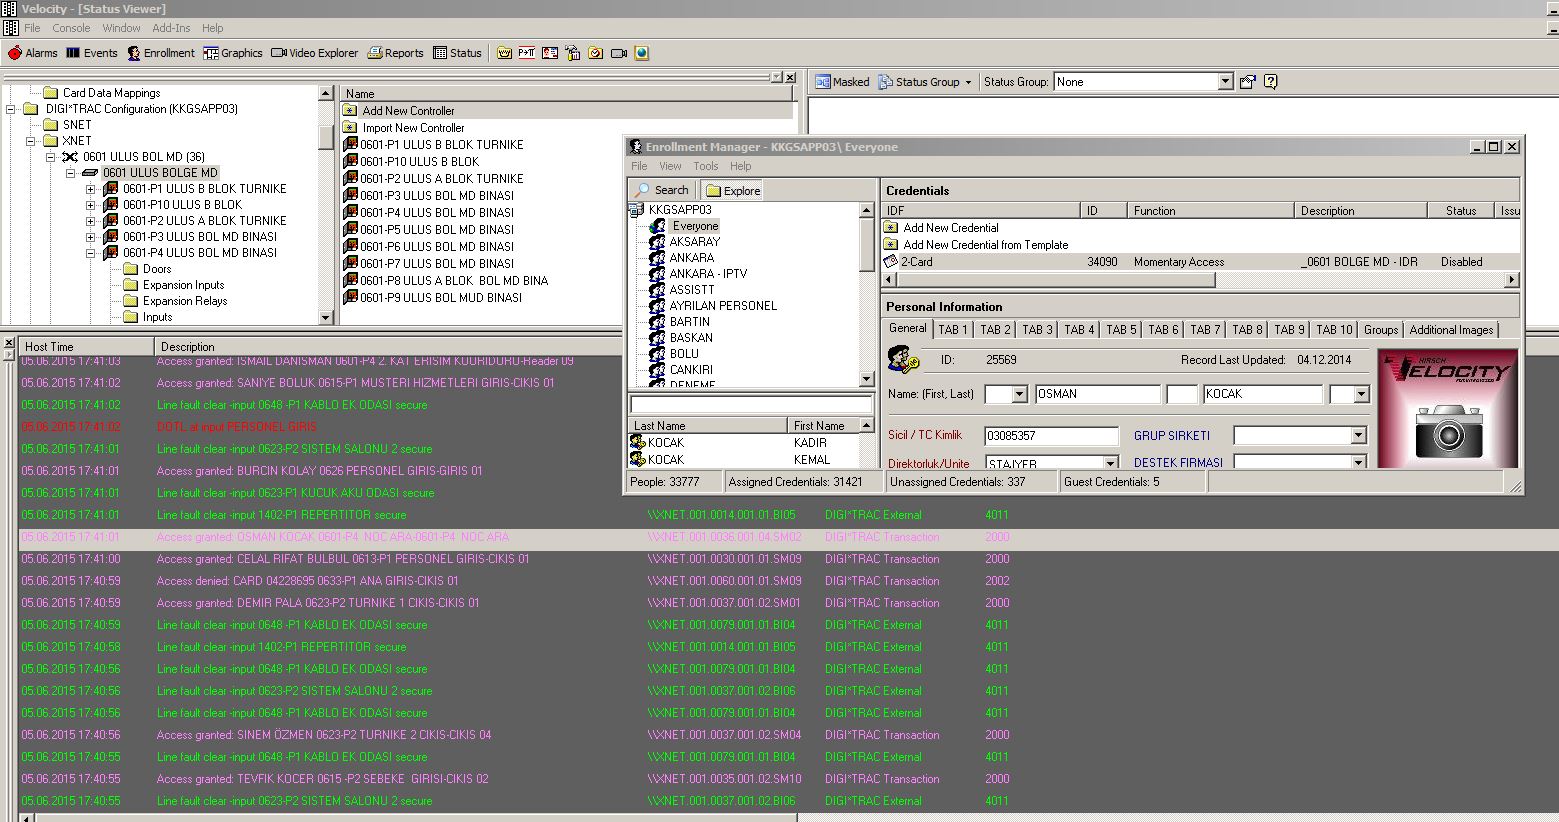 Velocity - [Status Viewer]
File Console Window Add-Ins Help
Alarms Events Enrollment Graphics Video Explorer Reports Status
Card Data Mappings
DIGI*TRAC Configuration (KKGSAPP03)
SNET
XNET
0601 ULUS BOL MD (36)
0601 ULUS BOLGE MD
0601-P1 ULUS B BLOK TURNIKE
0601-P10 ULUS B BLOK
0601-P2 ULUS A BLOK TURNIKE
0601-P3 ULUS BOL MD BINASI
0601-P4 ULUS BOL MD BINASI
Doors
Expansion Inputs
Expansion Relays
Inputs
Name
Add New Controller
Import New Controller
0601-P1 ULUS B BLOK TURNIKE
0601-P10 ULUS B BLOK
0601-P2 ULUS A BLOK TURNIKE
0601-P3 ULUS BOL MD BINASI
0601-P4 ULUS BOL MD BINASI
0601-P5 ULUS BOL MD BINASI
0601-P6 ULUS BOL MD BINASI
0601-P7 ULUS BOL MD BINASI
0601-P8 ULUS A BLOK BOL MD BINA
0601-P9 ULUS BOL MUD BINASI
Masked Status Group Status Group: None
Enrollment Manager - KKGSAPP03\ Everyone
File View Tools Help
Search Explore
KKGSAPP03
Everyone
AKSARAY
ANKARA
ANKARA - IPTV
ASSISTT
AYRILAN PERSONEL
BARTIN
BASKAN
BOLU
CANKIRI
DENEME
Last Name First Name
KOCAK KADIR
KOCAK KEMAL
Credentials
IDF ID Function Description Status Issu
Add New Credential
Add New Credential from Template
2-Card 34090 Momentary Access _0601 BOLGE MD - IDR Disabled
Personal Information
General TAB 1 TAB 2 TAB 3 TAB 4 TAB 5 TAB 6 TAB 7 TAB 8 TAB 9 TAB 10 Groups Additional Images
ID: 25569 Record Last Updated: 04.12.2014
Name: (First, Last) OSMAN KOCAK
Sicil / TC Kimlik 03085357 GRUP SIRKETI
Direktorluk/Unite STAJYER DESTEK FIRMASI
HIRSCH
VELOCITY
People: 33777 Assigned Credentials: 31421 Unassigned Credentials: 337 Guest Credentials: 5
Host Time Description
05.06.2015 17:41:03 Access granted: ISMAIL DANISMAN 0601-P4 2. KAT ERISIM KOORIDORU-Reader 09
05.06.2015 17:41:02 Access granted: SANIYE BOLUK 0615-P1 MUSTERI HIZMETLERI GIRIS-CIKIS 01
05.06.2015 17:41:02 Line fault clear -input 0648 -P1 KABLO EK ODASI secure
05.06.2015 17:41:02 DOTL at input PERSONEL GIRIS
05.06.2015 17:41:01 Line fault clear -input 0623-P2 SISTEM SALONU 2 secure
05.06.2015 17:41:01 Access granted: BURCIN KOLAY 0626 PERSONEL GIRIS-GIRIS 01
05.06.2015 17:41:01 Line fault clear -input 0623-P1 KUCUK AKU ODASI secure
05.06.2015 17:41:01 Line fault clear -input 1402-P1 REPERTITOR secure \\XNET.001.0014.001.01.BI05 DIGI*TRAC External 4011
05.06.2015 17:41:01 Access granted: OSMAN KOCAK 0601-P4 NOC ARA-0601-P4 NOC ARA \\XNET.001.0036.001.04.SM02 DIGI*TRAC Transaction 2000
05.06.2015 17:41:00 Access granted: CELAL RIFAT BULBUL 0613-P1 PERSONEL GIRIS-CIKIS 01 \\XNET.001.0030.001.01.SM09 DIGI*TRAC Transaction 2000
05.06.2015 17:40:59 Access denied: CARD 04228695 0633-P1 ANA GIRIS-CIKIS 01 \\XNET.001.0060.001.01.SM09 DIGI*TRAC Transaction 2002
05.06.2015 17:40:59 Access granted: DEMIR PALA 0623-P2 TURNIKE 1 CIKIS-CIKIS 01 \\XNET.001.0037.001.02.SM01 DIGI*TRAC Transaction 2000
05.06.2015 17:40:59 Line fault clear -input 0648 -P1 KABLO EK ODASI secure \\XNET.001.0079.001.01.BI04 DIGI*TRAC External 4011
05.06.2015 17:40:58 Line fault clear -input 1402-P1 REPERTITOR secure \\XNET.001.0014.001.01.BI05 DIGI*TRAC External 4011
05.06.2015 17:40:56 Line fault clear -input 0648 -P1 KABLO EK ODASI secure \\XNET.001.0079.001.01.BI04 DIGI*TRAC External 4011
05.06.2015 17:40:56 Line fault clear -input 0623-P2 SISTEM SALONU 2 secure \\XNET.001.0037.001.02.BI06 DIGI*TRAC External 4011
05.06.2015 17:40:56 Line fault clear -input 0648 -P1 KABLO EK ODASI secure \\XNET.001.0079.001.01.BI04 DIGI*TRAC External 4011
05.06.2015 17:40:56 Access granted: SINEM ÖZMEN 0623-P2 TURNIKE 2 CIKIS-CIKIS 04 \\XNET.001.0037.001.02.SM04 DIGI*TRAC Transaction 2000
05.06.2015 17:40:55 Line fault clear -input 0648 -P1 KABLO EK ODASI secure \\XNET.001.0079.001.01.BI04 DIGI*TRAC External 4011
05.06.2015 17:40:55 Access granted: TEVFIK KOCER 0615 -P2 SEBEKE GIRISI-CIKIS 02 \\XNET.001.0035.001.02.SM10 DIGI*TRAC Transaction 2000
05.06.2015 17:40:55 Line fault clear -input 0623-P2 SISTEM SALONU 2 secure \\XNET.001.0037.001.02.BI06 DIGI*TRAC External 4011